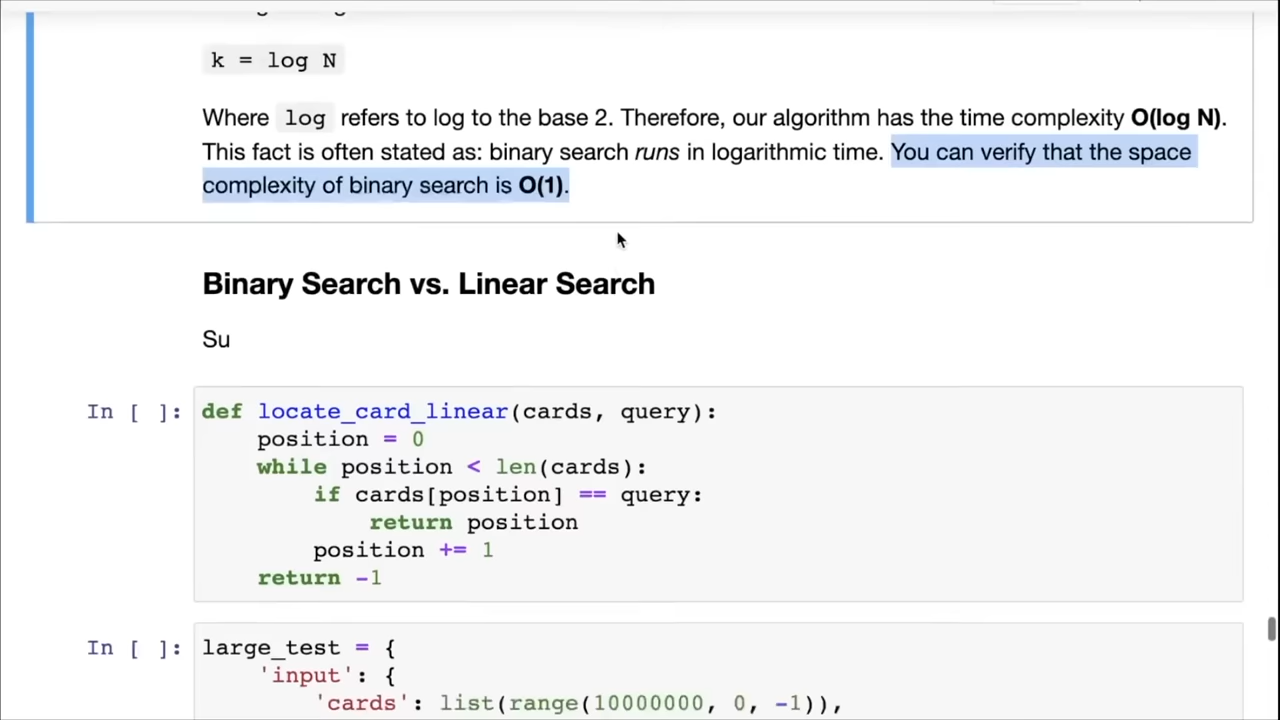 k = log N
Where log refers to log to the base 2. Therefore, our algorithm has the time complexity O(log N).
This fact is often stated as: binary search runs in logarithmic time. You can verify that the space
complexity of binary search is O(1).
Binary Search vs. Linear Search
Su
In [ ]: def locate_card_linear(cards, query):
    position = 0
    while position < len(cards):
        if cards[position] == query:
            return position
        position += 1
    return -1
In [ ]: large_test = {
    'input': {
        'cards': list(range(10000000, 0, -1)),